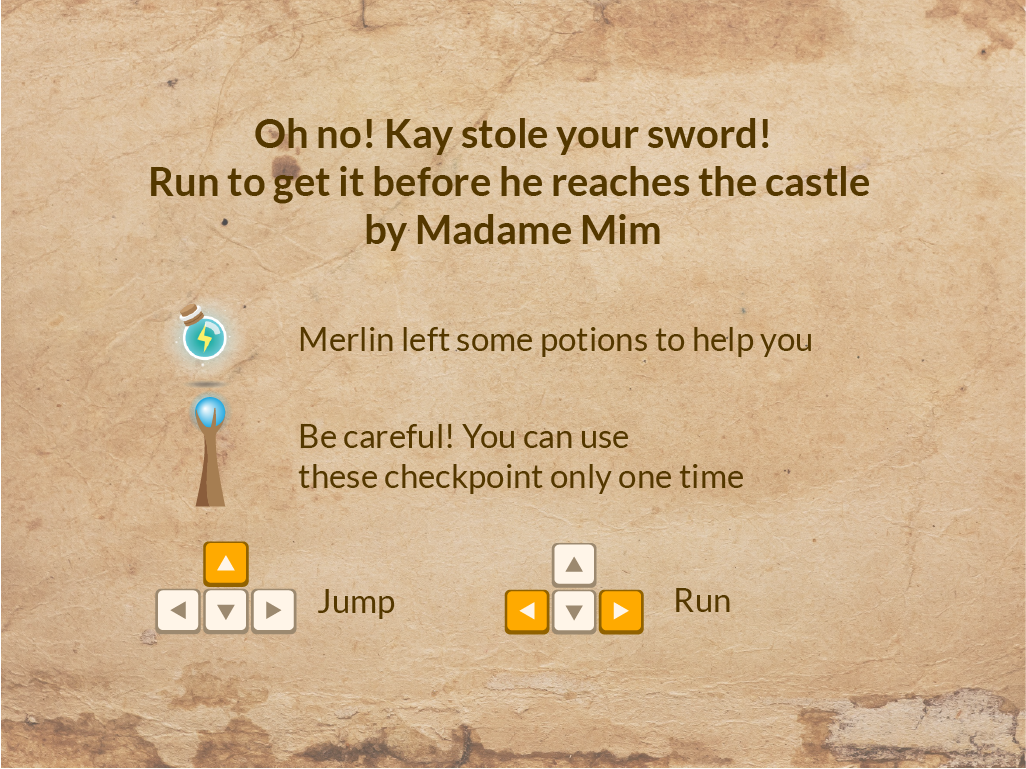 Oh no! Kay stole your sword!
Run to get it before he reaches the castle
by Madame Mim
Merlin left some potions to help you
Be careful! You can use
these checkpoint only one time
Jump
Run